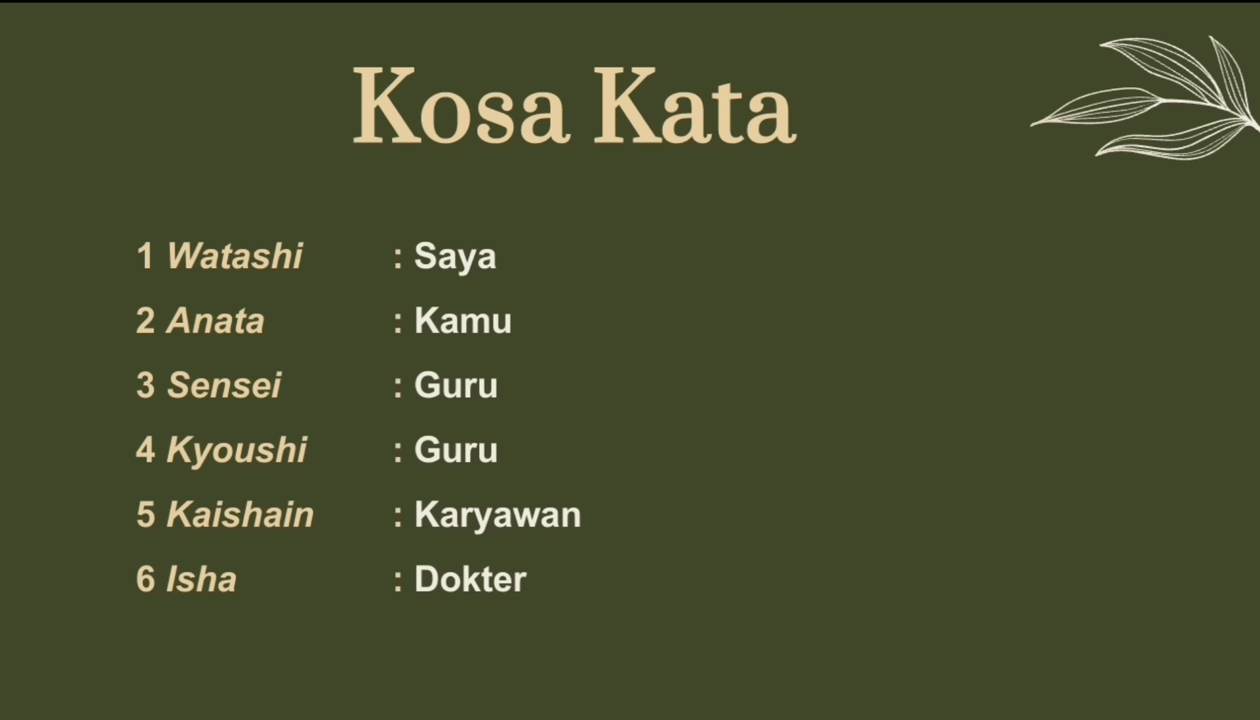 Kosa Kata
1 Watashi : Saya
2 Anata : Kamu
3 Sensei : Guru
4 Kyoushi : Guru
5 Kaishain : Karyawan
6 Isha : Dokter